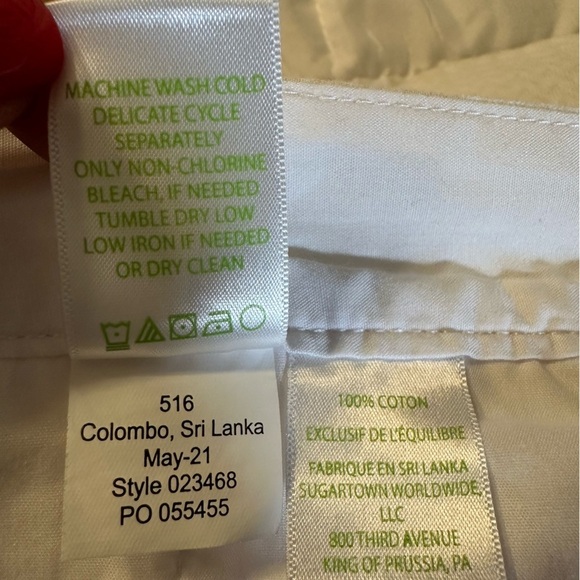 MACHINE WASH COLD
DELICATE CYCLE
SEPARATELY
ONLY NON-CHLORINE
BLEACH, IF NEEDED
TUMBLE DRY LOW
LOW IRON IF NEEDED
OR DRY CLEAN
516
Colombo, Sri Lanka
May-21
Style 023468
PO 055455
100% COTON
EXCLUSIF DE L'ÉQUILIBRE
FABRIQUE EN SRI LANKA
SUGARTOWN WORLDWIDE,
LLC
800 THIRD AVENUE
KING OF PRUSSIA, PA